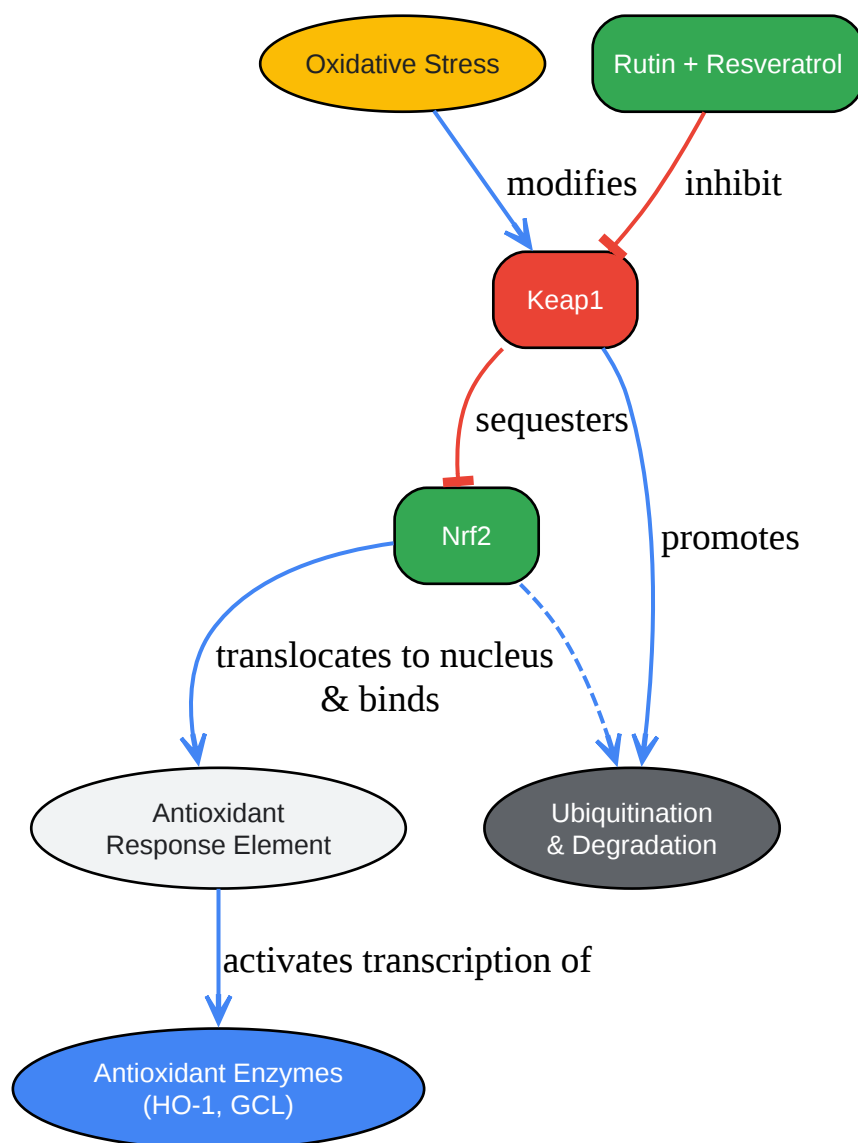 Oxidative Stress
Rutin + Resveratrol
modifies
inhibit
Keap1
sequesters
Nrf2
promotes
translocates to nucleus
& binds
Antioxidant
Response Element
Ubiquitination
& Degradation
activates transcription of
Antioxidant Enzymes
(HO-1, GCL)